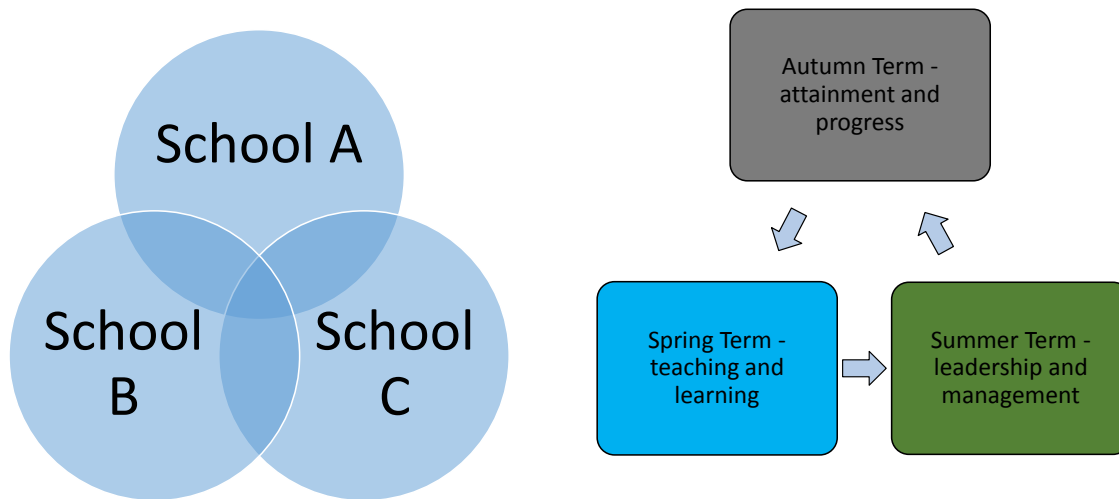 School A
School
B
School
C
Autumn Term -
attainment and
progress
Spring Term -
teaching and
learning
Summer Term -
leadership and
management